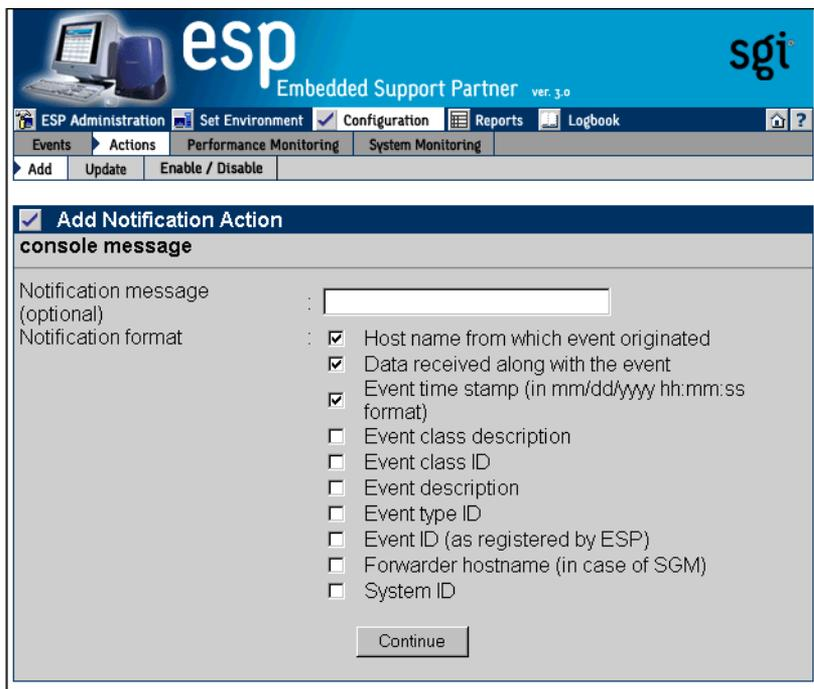 esp
sgi
Embedded Support Partner ver. 3.0
ESP Administration Set Environment Configuration Reports Logbook ?
Events Actions Performance Monitoring System Monitoring
Add Update Enable / Disable
Add Notification Action
console message
Notification message
(optional) :
Notification format : Host name from which event originated
Data received along with the event
Event time stamp (in mm/dd/yyyy hh:mm:ss
format)
Event class description
Event class ID
Event description
Event type ID
Event ID (as registered by ESP)
Forwarder hostname (in case of SGM)
System ID
Continue